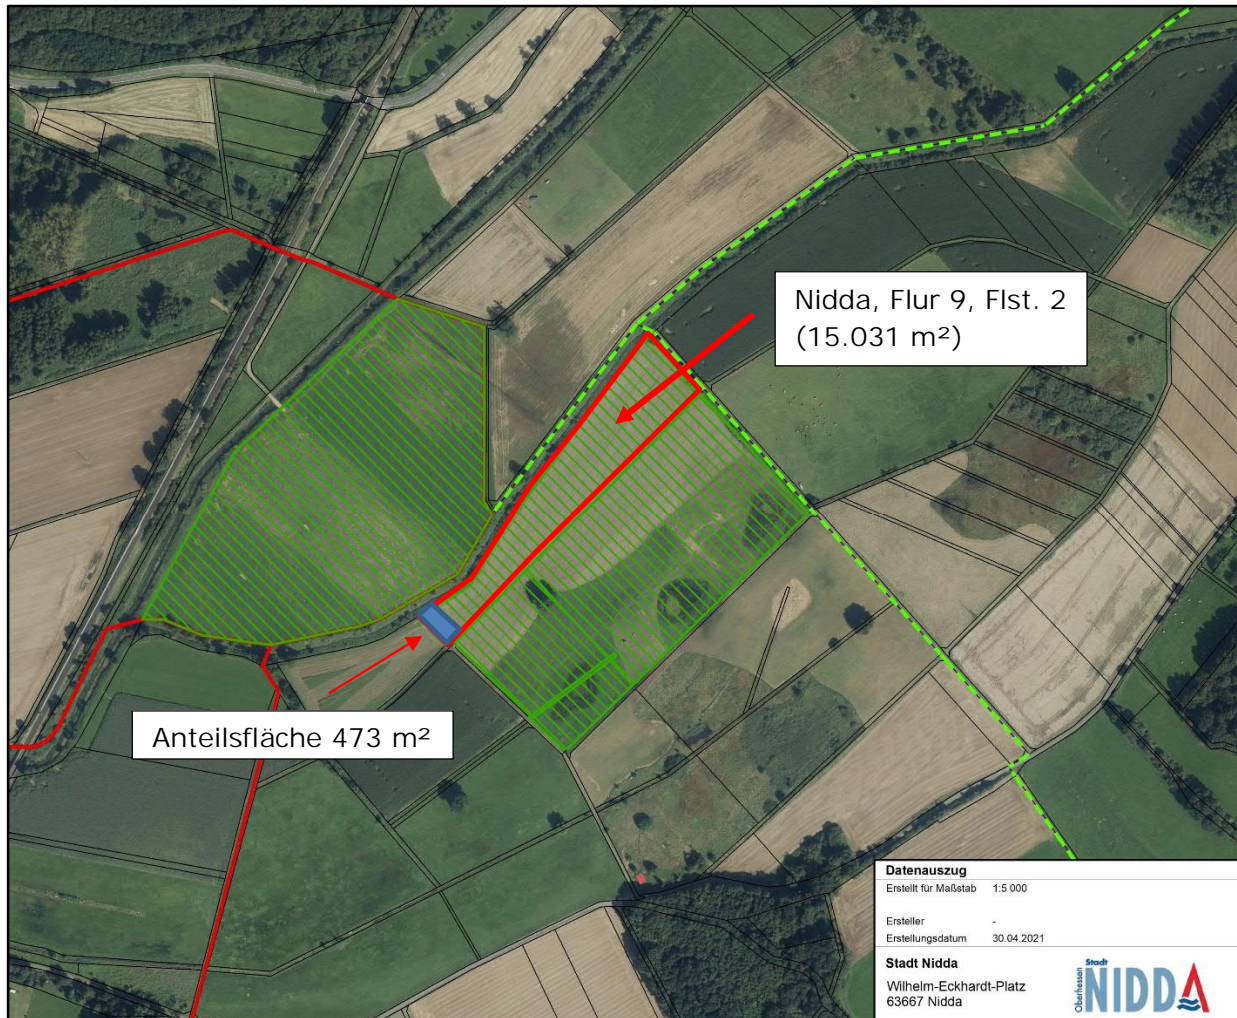 Nidda, Flur 9, Flst. 2
(15.031 m²)
Anteilsfläche 473 m²
Datenauszug
Erstellt für Maßstab 1:5 000
Ersteller -
Erstellungsdatum 30.04.2021
Stadt Nidda
Wilhelm-Eckhardt-Platz
63667 Nidda
Oberhessen
Stadt
NIDDA